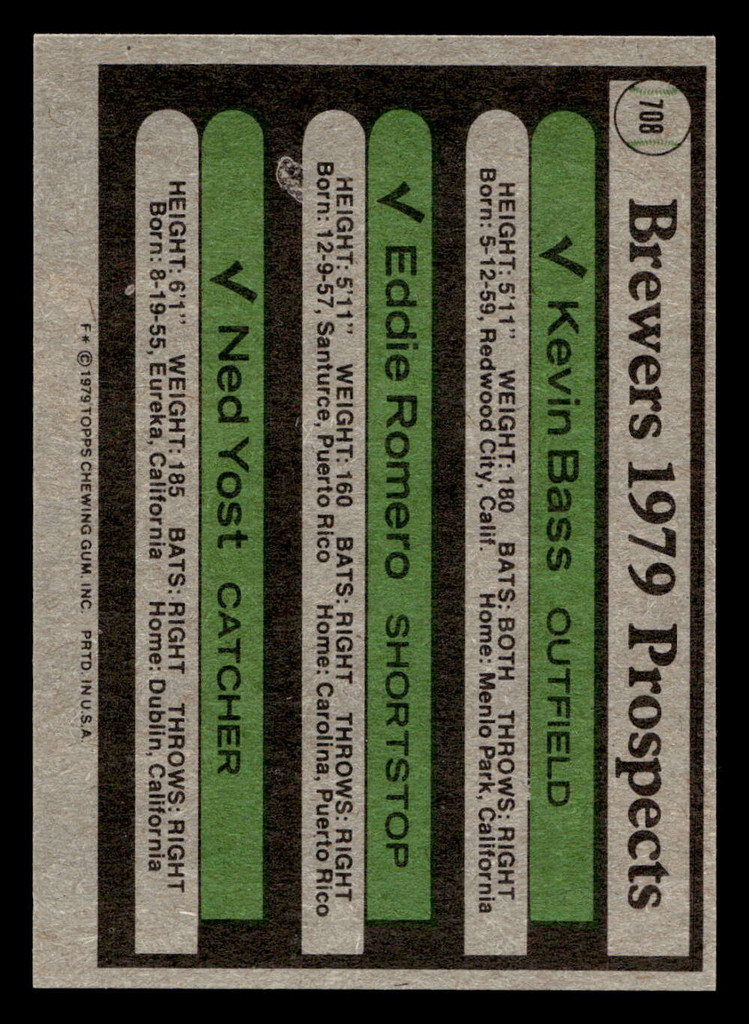 708
Brewers 1979 Prospects
✓ Kevin Bass OUTFIELD
HEIGHT: 5'11" WEIGHT: 180 BATS: BOTH THROWS: RIGHT
Born: 5-12-59, Redwood City, Calif. Home: Menlo Park, California
✓ Eddie Romero SHORTSTOP
HEIGHT: 5'11" WEIGHT: 160 BATS: RIGHT THROWS: RIGHT
Born: 12-9-57, Santurce, Puerto Rico Home: Carolina, Puerto Rico
✓ Ned Yost CATCHER
HEIGHT: 6'1" WEIGHT: 185 BATS: RIGHT THROWS: RIGHT
Born: 8-19-55, Eureka, California Home: Dublin, California
F* © 1979 TOPPS CHEWING GUM, INC. PRTD. IN U.S.A.